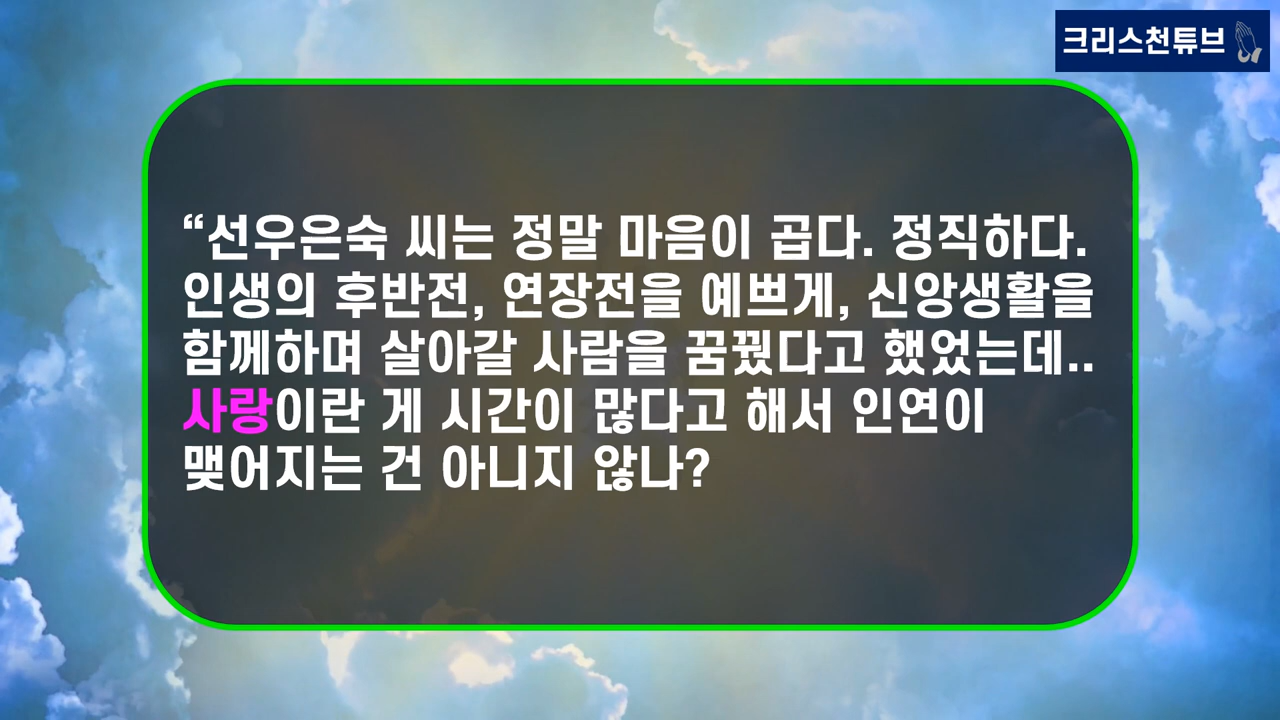 크리스천튜브
“선우은숙 씨는 정말 마음이 곱다. 정직하다.
인생의 후반전, 연장전을 예쁘게, 신앙생활을
함께하며 살아갈 사람을 꿈꿨다고 했었는데..
사랑이란 게 시간이 많다고 해서 인연이
맺어지는 건 아니지 않나?